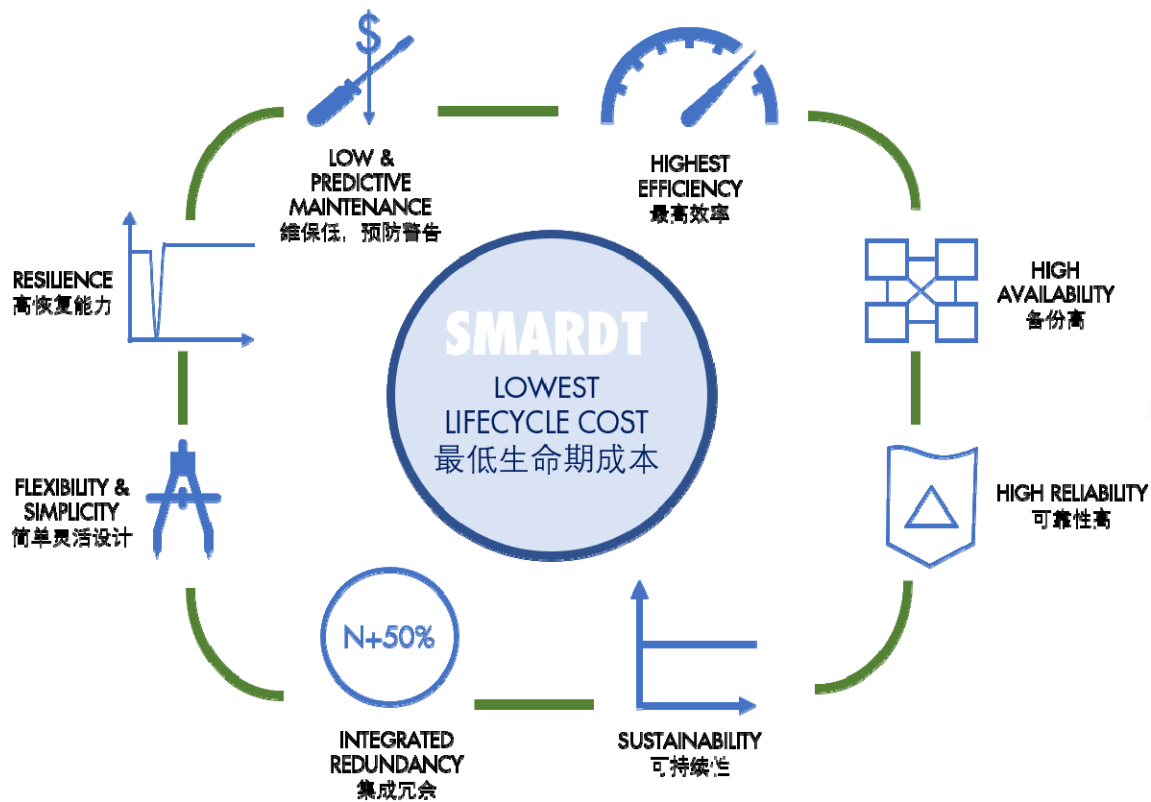 $
LOW &
PREDICTIVE
MAINTENANCE
維保低，预防警告
HIGHEST
EFFICIENCY
最高效率
RESILIENCE
高恢复能力
HIGH
AVAILABILITY
备份高
SMARDT
LOWEST
LIFECYCLE COST
最低生命期成本
FLEXIBILITY &
SIMPLICITY
简单灵活设计
HIGH RELIABILITY
可靠性高
N+50%
INTEGRATED
REDUNDANCY
集成冗余
SUSTAINABILITY
可持续性